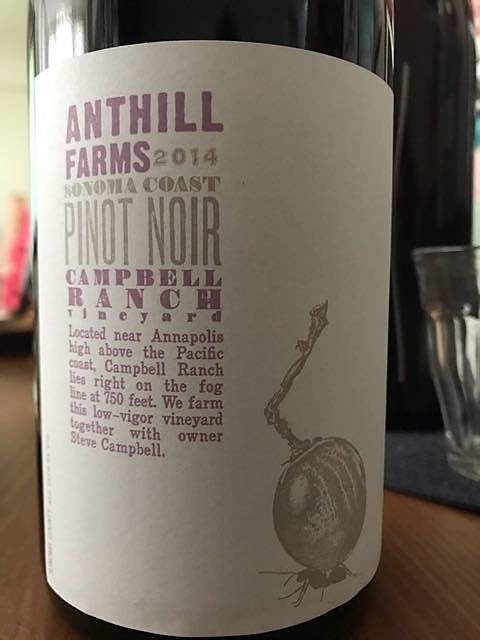 ANTHILL
FARMS 2014
SONOMA COAST
PINOT NOIR
CAMPBELL
RANCH
vineyard
Located near Annapolis
high above the Pacific
coast, Campbell Ranch
lies right on the fog
line at 750 feet. We farm
this low-vigor vineyard
together with owner
Steve Campbell.